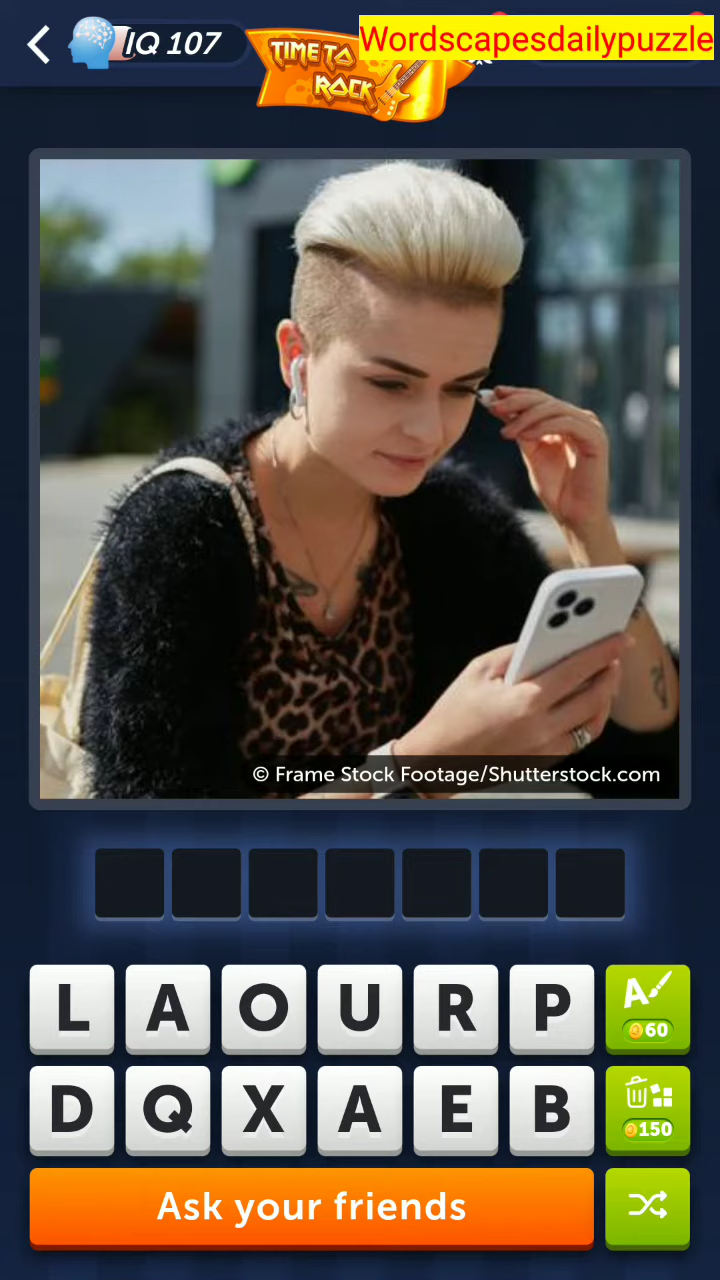 IQ 107
TIME TO
ROCK
Wordscapesdailypuzzle
© Frame Stock Footage/Shutterstock.com
L A O U R P
A
60
D Q X A E B
150
Ask your friends